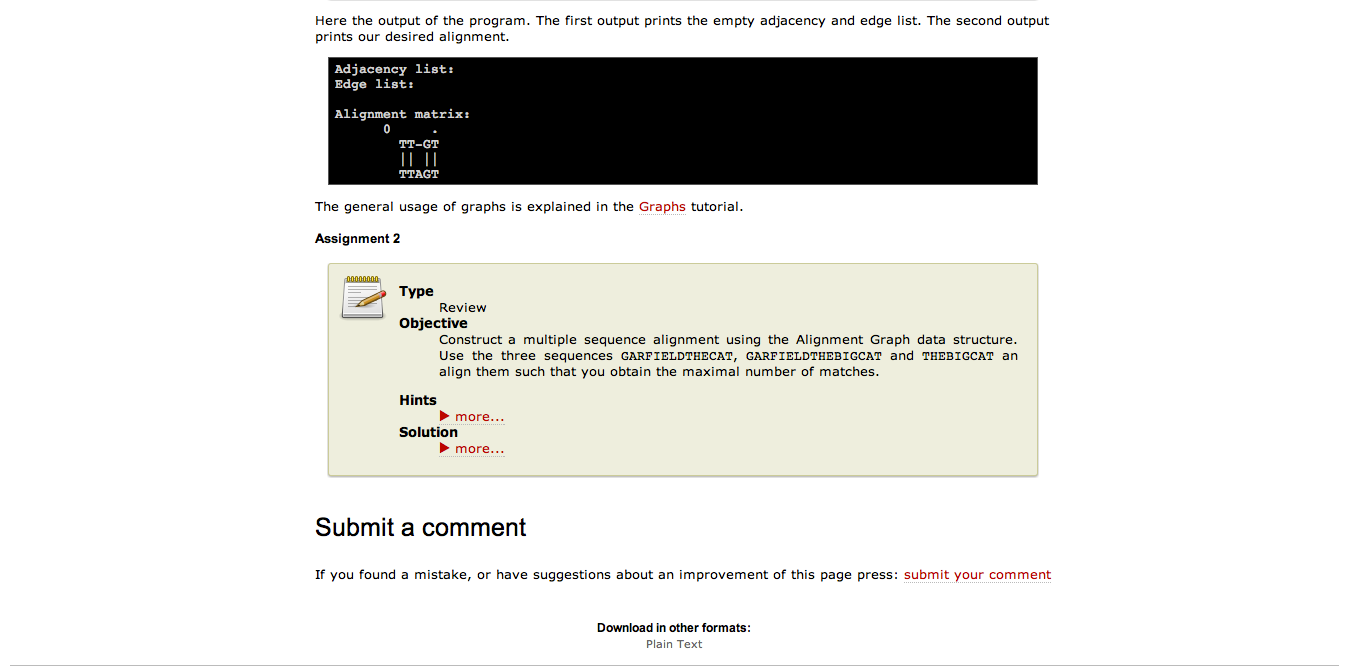 Here the output of the program. The first output prints the empty adjacency and edge list. The second output
prints our desired alignment.
Adjacency list:
Edge list:
Alignment matrix:
0     .
TT-GT
|| ||
TTAGT
The general usage of graphs is explained in the Graphs tutorial.
Assignment 2
Type
Review
Objective
Construct a multiple sequence alignment using the Alignment Graph data structure.
Use the three sequences GARFIELDTHECAT, GARFIELDTHEBIGCAT and THEBIGCAT an
align them such that you obtain the maximal number of matches.
Hints
more...
Solution
more...
Submit a comment
If you found a mistake, or have suggestions about an improvement of this page press: submit your comment
Download in other formats:
Plain Text